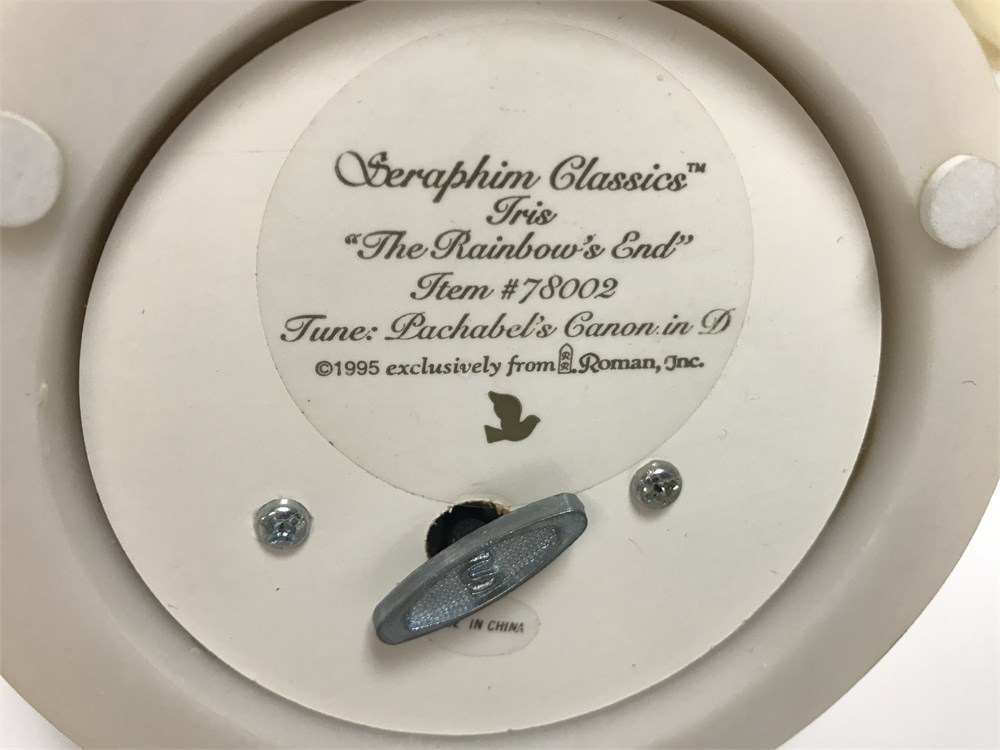 Seraphim Classics™
Iris
“The Rainbow’s End”
Item #78002
Tune: Pachabel’s Canon in D
©1995 exclusively from Roman, Inc.
S
IN CHINA